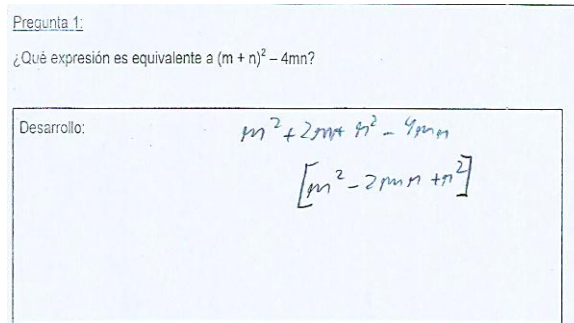 Pregunta 1:
¿Qué expresión es equivalente a (m + n)² – 4mn?
Desarrollo:
m² + 2mn + n² – 4mn
[m² – 2mn + n²]